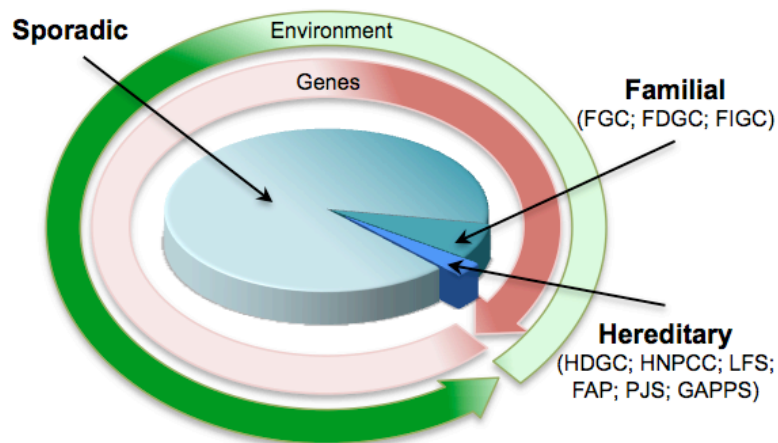 Sporadic
Environment
Genes
Familial
(FGC; FDGC; FIGC)
Hereditary
(HDGC; HNPCC; LFS;
FAP; PJS; GAPPS)